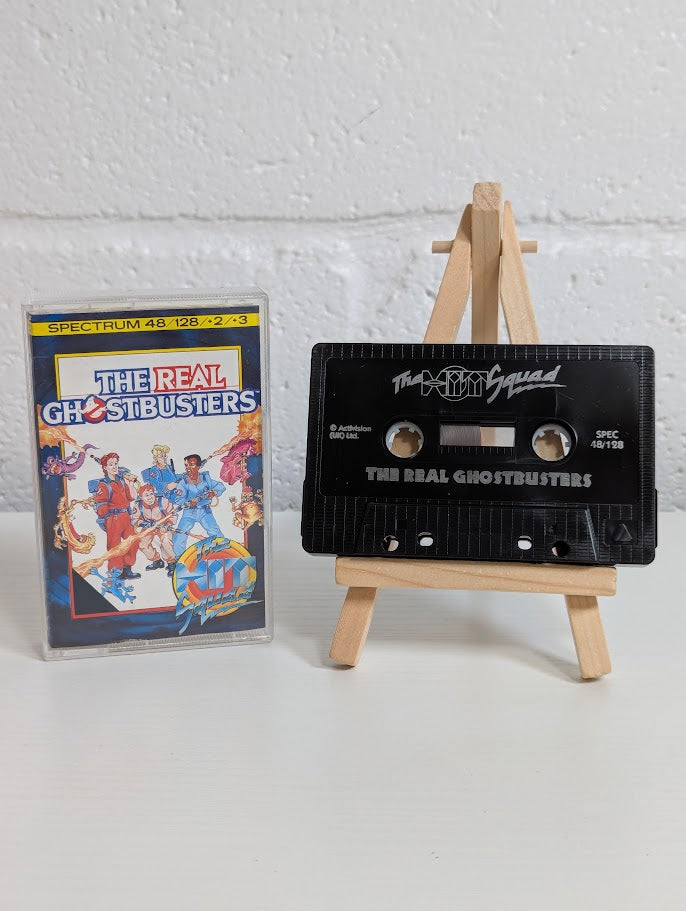 SPECTRUM 48/128/+2/+3
THE REAL
GHOSTBUSTERS™
THE
HIT
SQUAD
The HIT Squad
© Activision
(UK) Ltd.
SPEC
48/128
THE REAL GHOSTBUSTERS